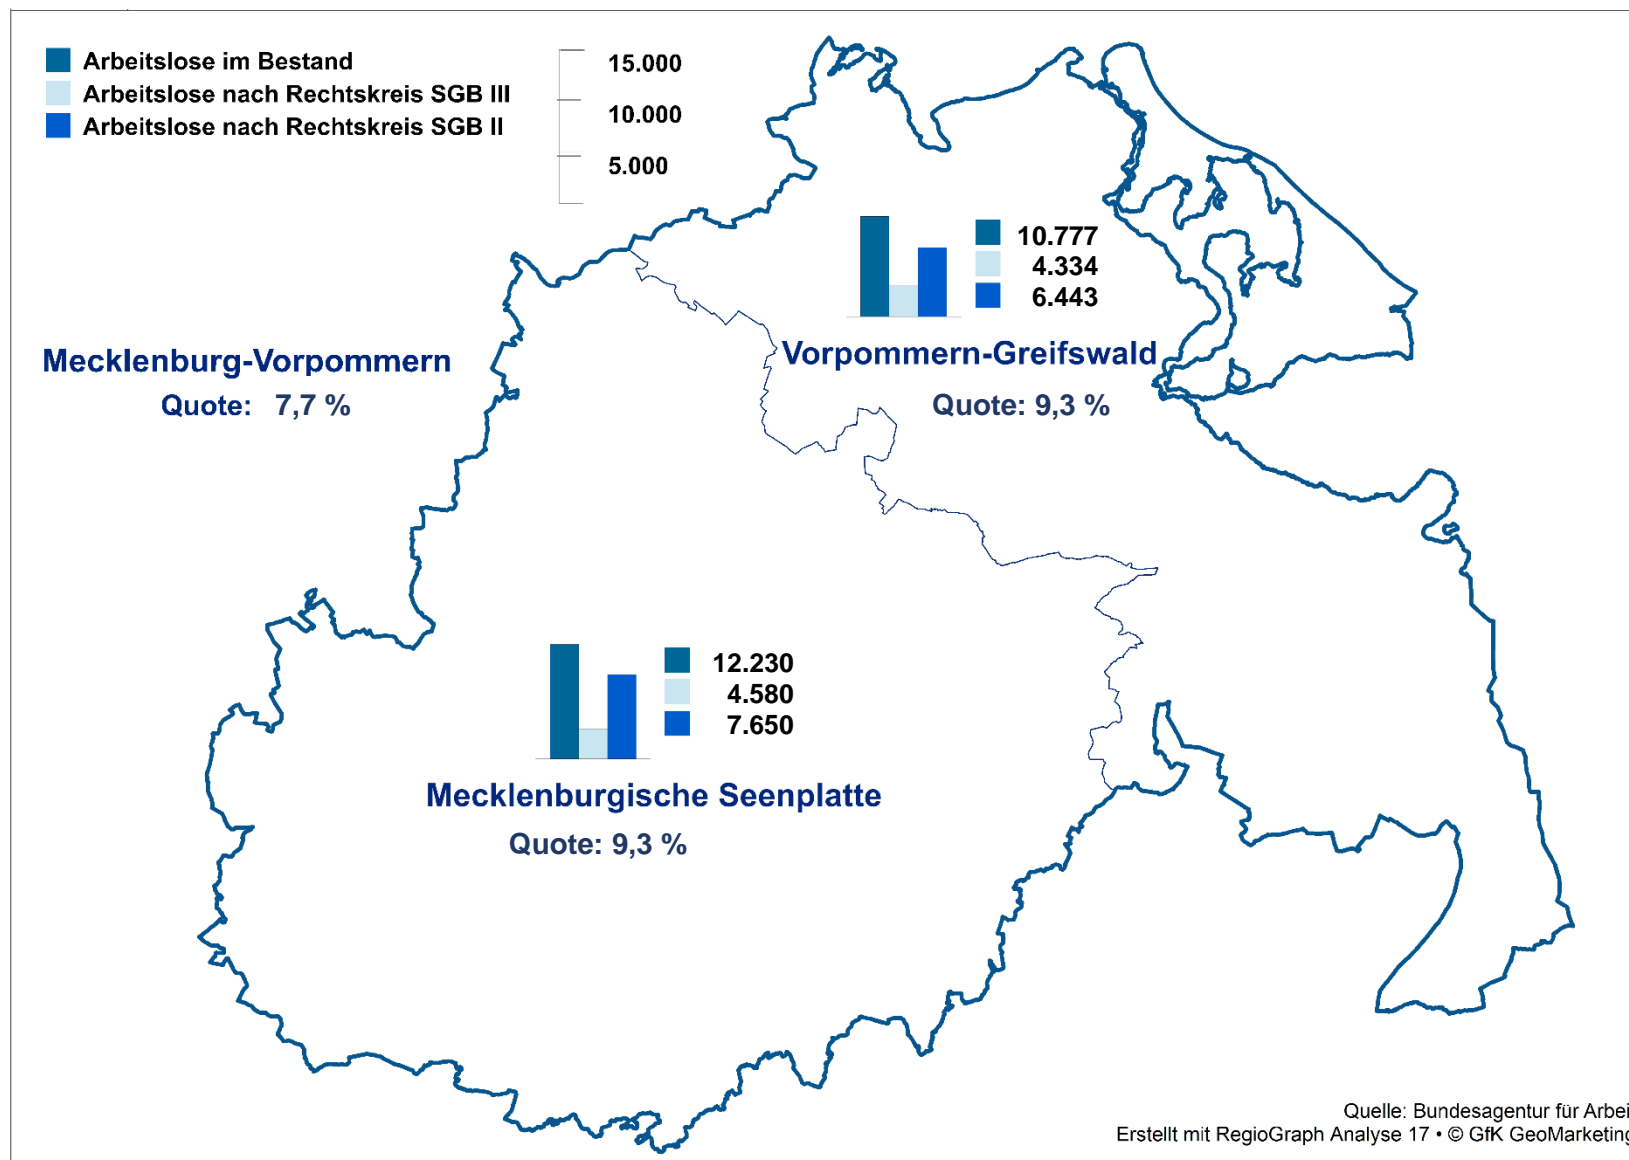 Arbeitslose im Bestand
Arbeitslose nach Rechtskreis SGB III
Arbeitslose nach Rechtskreis SGB II
15.000
10.000
5.000
10.777
4.334
6.443
Vorpommern-Greifswald
Quote: 9,3 %
Mecklenburg-Vorpommern
Quote: 7,7 %
12.230
4.580
7.650
Mecklenburgische Seenplatte
Quote: 9,3 %
Quelle: Bundesagentur für Arbei
Erstellt mit RegioGraph Analyse 17 • © GfK GeoMarketing